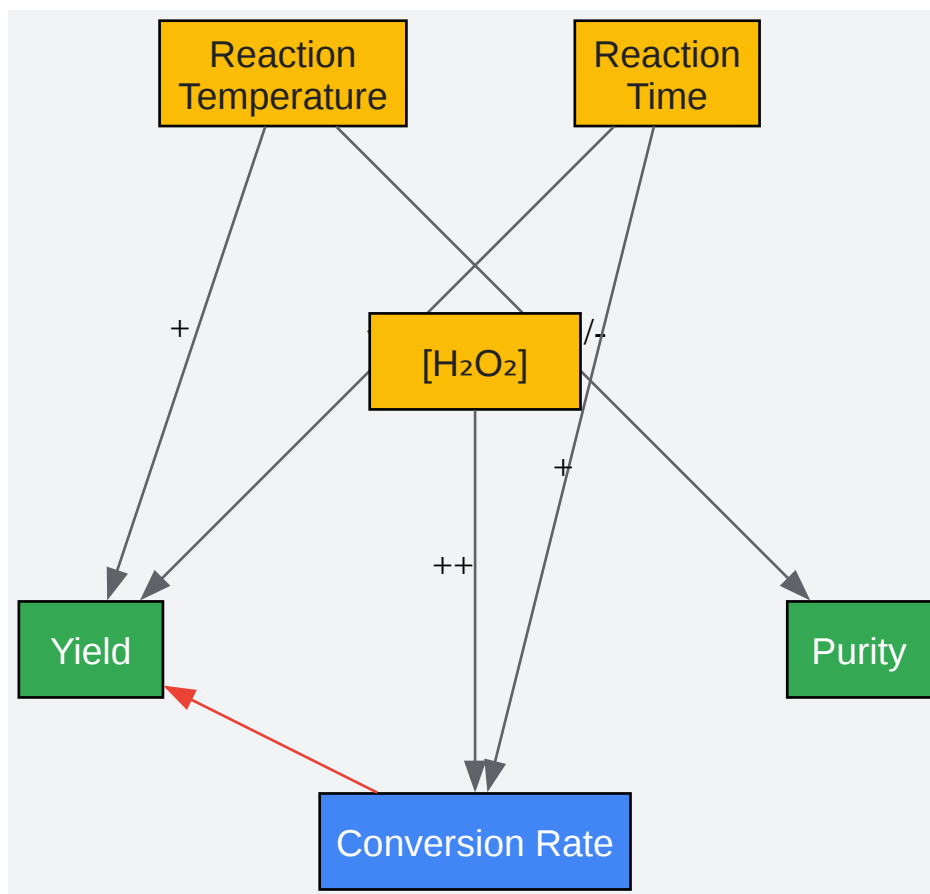 Reaction
Temperature
Reaction
Time
+
/-
[H₂O₂]
+
++
Yield
Purity
Conversion Rate